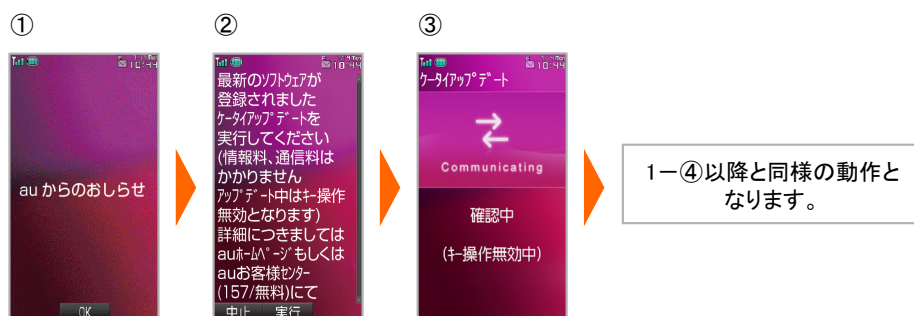 ①
②
③
10:44
auからのおしらせ
OK
10:44
最新のソフトウェアが
登録されました
ケータイアップデートを
実行してください
(情報料、通信料は
かかりません
アップデート中はキー操作
無効となります)
詳細につきましては
auホームページもしくは
auお客様センター
(157/無料)にて
中止 実行
10:44
ケータイアップデート
Communicating
確認中
(キー操作無効中)
1－④以降と同様の動作と
なります。